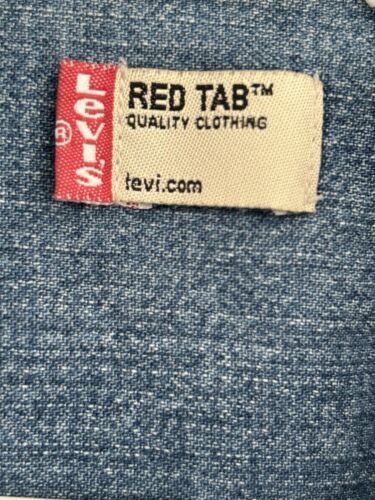 LEVI'S
®
RED TAB™
QUALITY CLOTHING
levi.com